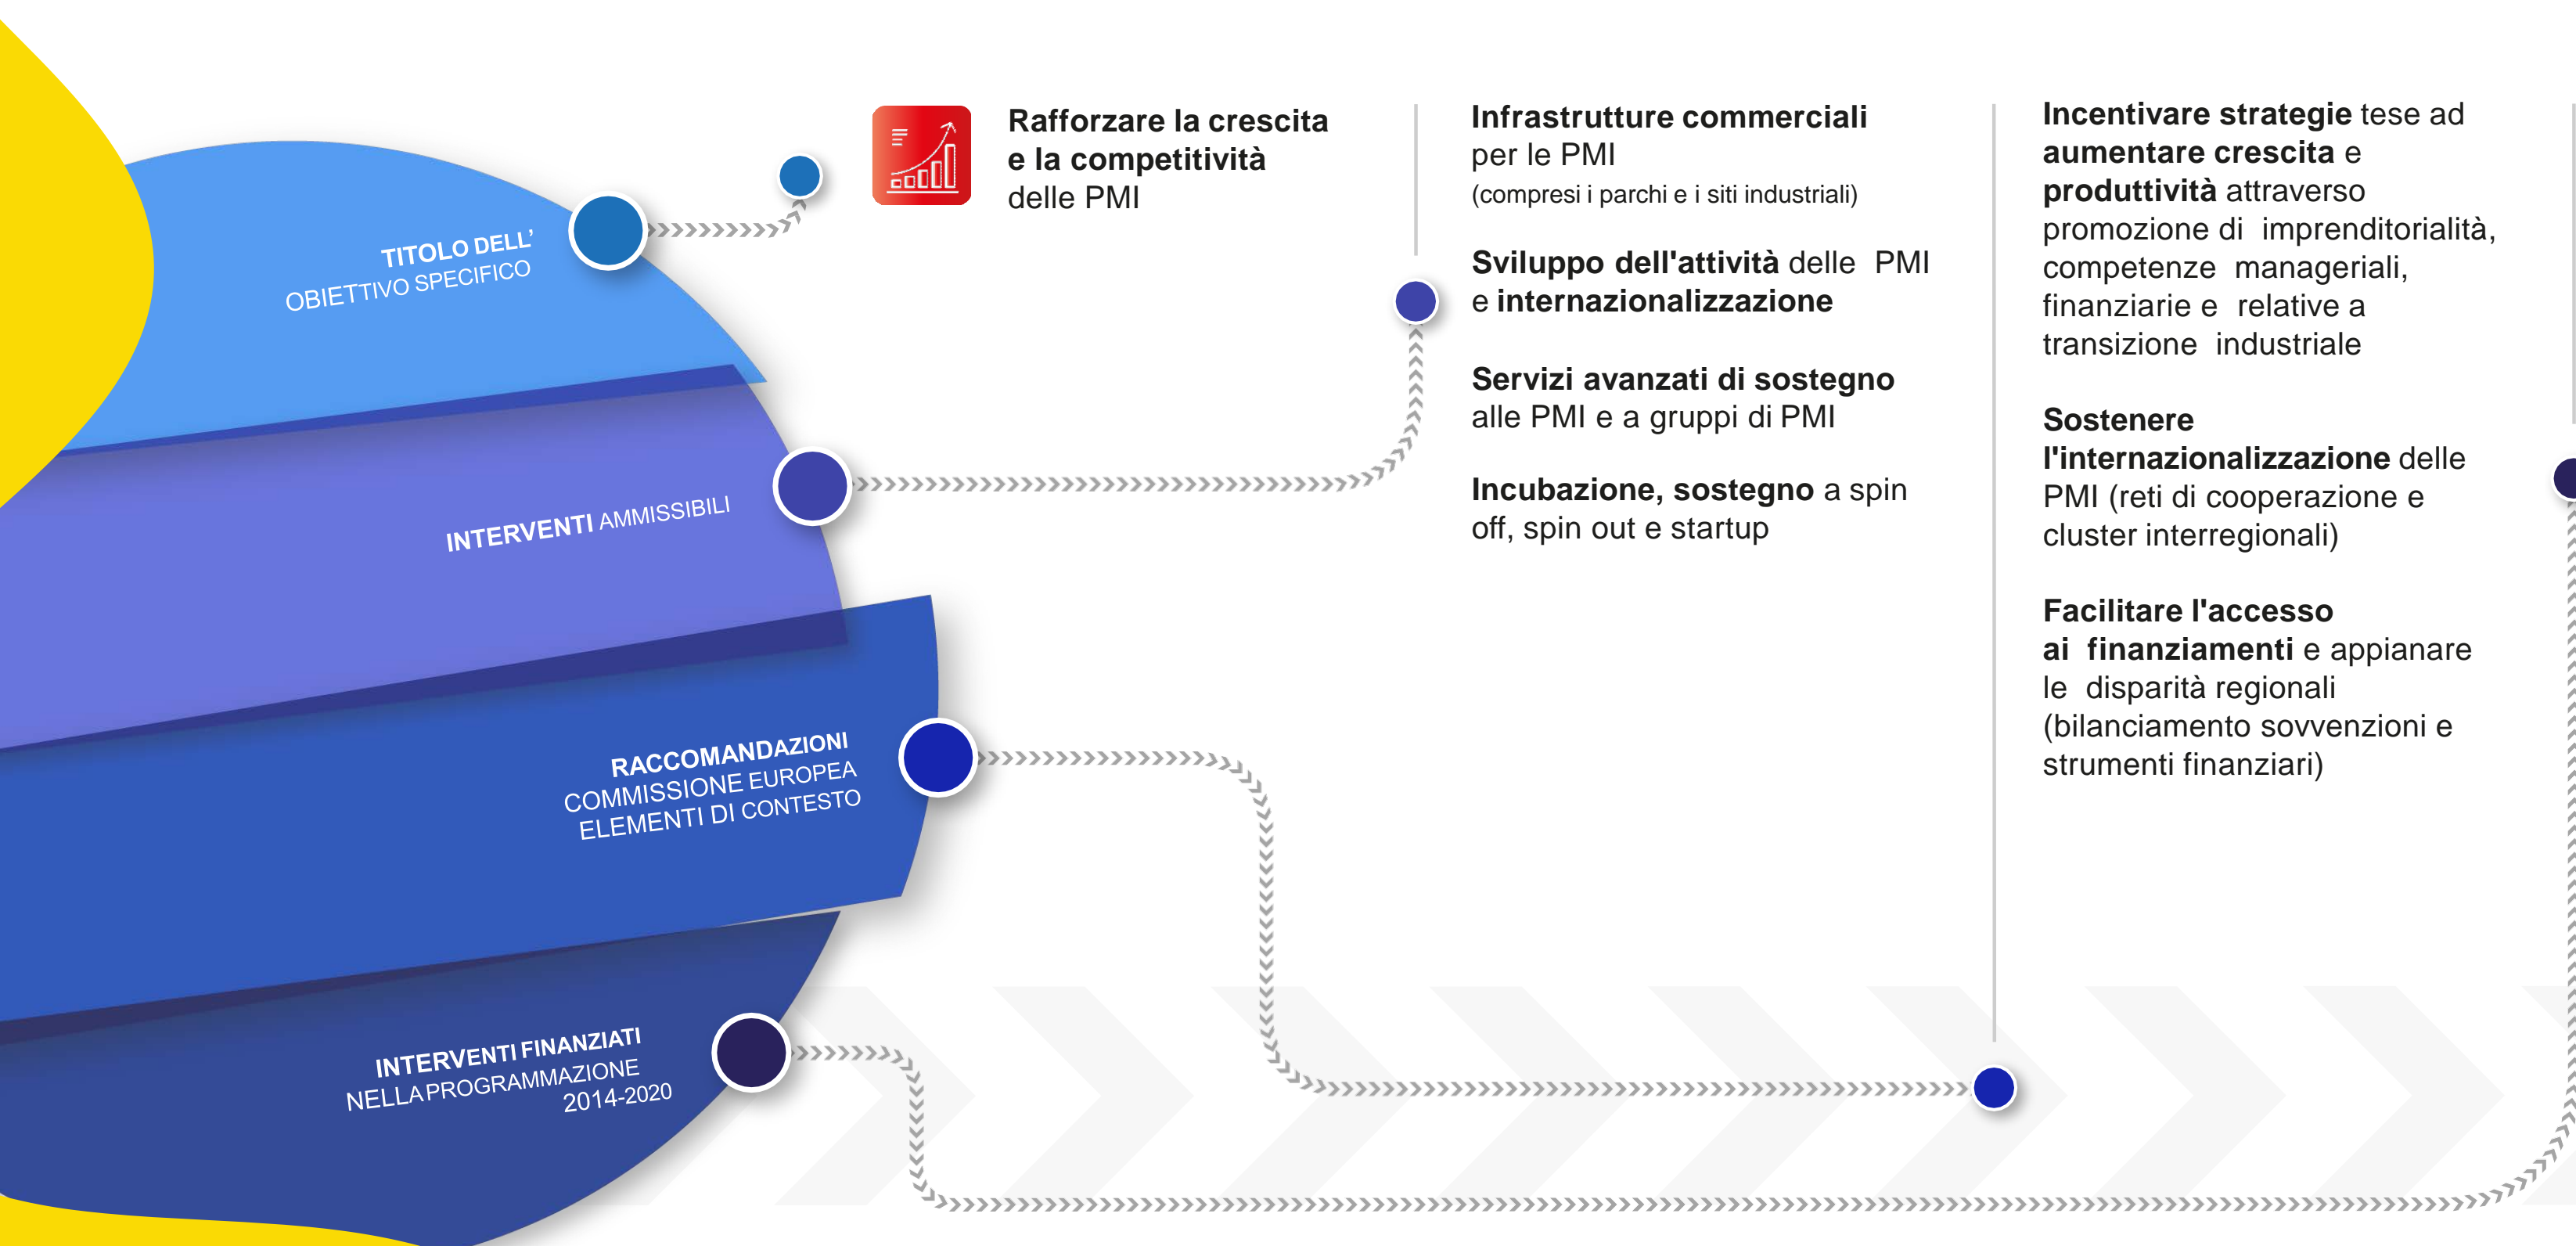 TITOLO DELL'
OBIETTIVO SPECIFICO
INTERVENTI AMMISSIBILI
RACCOMANDAZIONI
COMMISSIONE EUROPEA
ELEMENTI DI CONTESTO
INTERVENTI FINANZIATI
NELLA PROGRAMMAZIONE
2014-2020
Rafforzare la crescita
e la competitività
delle PMI
Infrastrutture commerciali
per le PMI
(compresi i parchi e i siti industriali)
Sviluppo dell'attività delle PMI
e internazionalizzazione
Servizi avanzati di sostegno
alle PMI e a gruppi di PMI
Incubazione, sostegno a spin
off, spin out e startup
Incentivare strategie tese ad
aumentare crescita e
produttività attraverso
promozione di imprenditorialità,
competenze manageriali,
finanziarie e relative a
transizione industriale
Sostenere
l'internazionalizzazione delle
PMI (reti di cooperazione e
cluster interregionali)
Facilitare l'accesso
ai finanziamenti e appianare
le disparità regionali
(bilanciamento sovvenzioni e
strumenti finanziari)